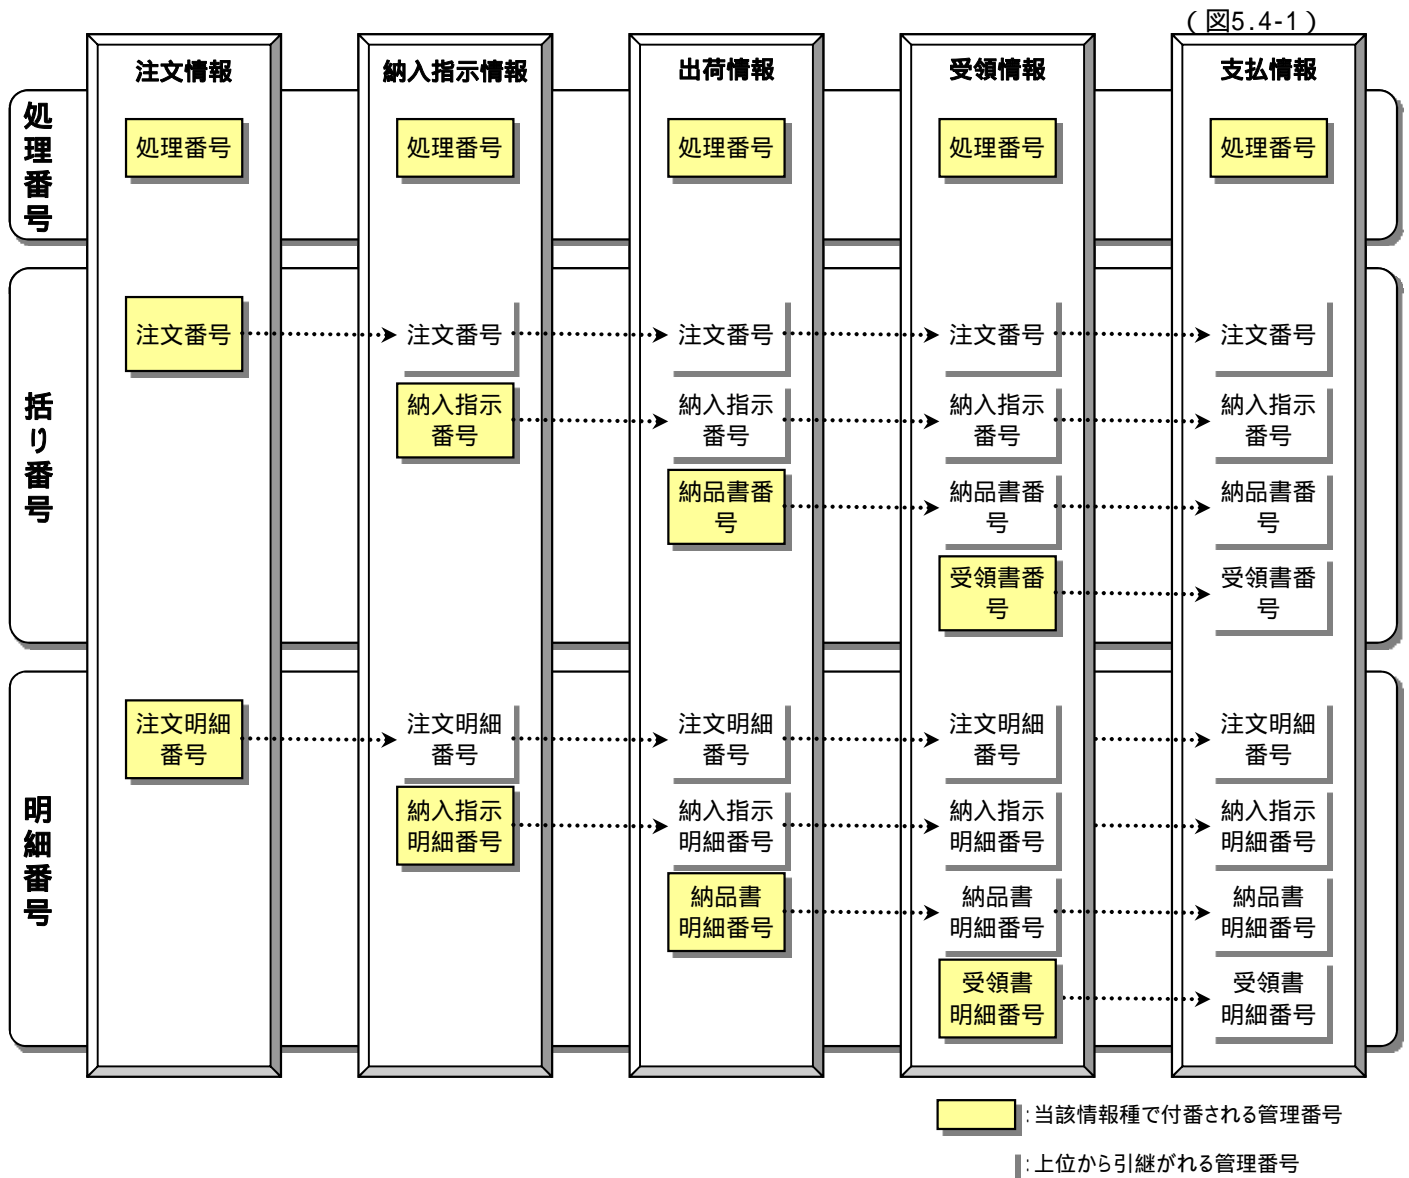 （図5.4-1）
注文情報
納入指示情報
出荷情報
受領情報
支払情報
処理番号
処理番号
処理番号
処理番号
処理番号
処理番号
括り番号
注文番号
注文番号
注文番号
注文番号
注文番号
納入指示
番号
納入指示
番号
納入指示
番号
納入指示
番号
納品書番
号
納品書番
号
納品書番
号
受領書番
号
受領書番
号
明細番号
注文明細
番号
注文明細
番号
注文明細
番号
注文明細
番号
注文明細
番号
納入指示
明細番号
納入指示
明細番号
納入指示
明細番号
納入指示
明細番号
納品書
明細番号
納品書
明細番号
納品書
明細番号
受領書
明細番号
受領書
明細番号
:当該情報種で付番される管理番号
:上位から引継がれる管理番号